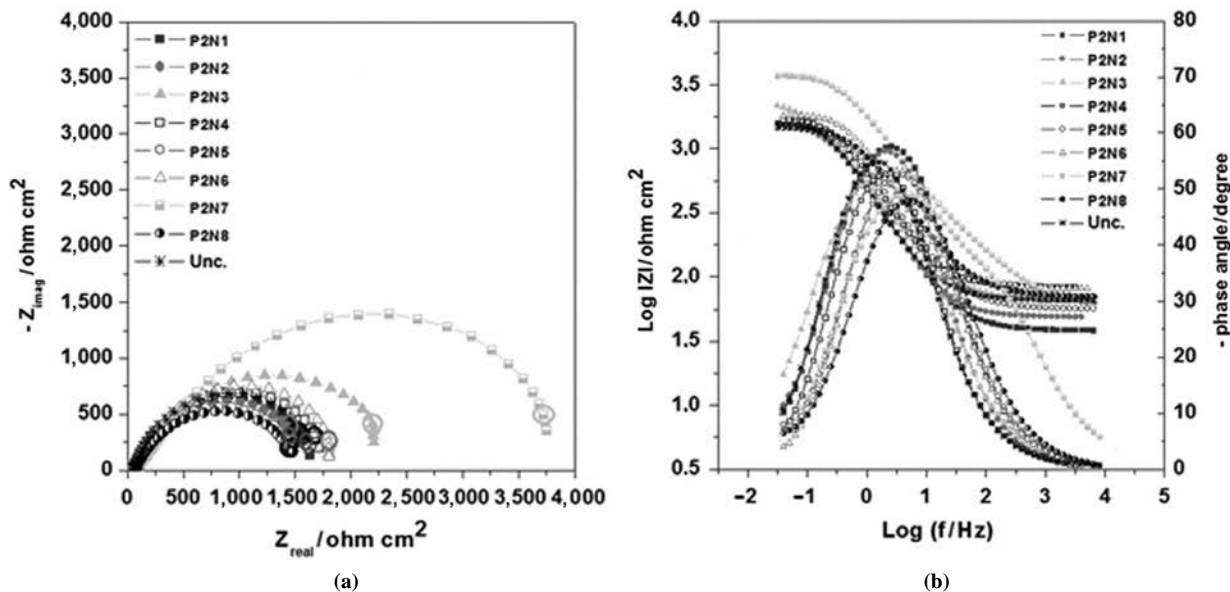 4,000
3,500
3,000
2,500
2,000
1,500
1,000
500
0
- Z imag /ohm cm2
P2N1
P2N2
P2N3
P2N4
P2N5
P2N6
P2N7
P2N8
Unc.
0 500 1,000 1,500 2,000 2,500 3,000 3,500 4,000
Z real /ohm cm2
(a)
4.0
3.5
3.0
2.5
2.0
1.5
1.0
0.5
Log IZI/ohm cm2
P2N1
P2N2
P2N3
P2N4
P2N5
P2N6
P2N7
P2N8
Unc.
80
70
60
50
40
30
20
10
0
- phase angle/degree
−2 −1 0 1 2 3 4 5
Log (f/Hz)
(b)